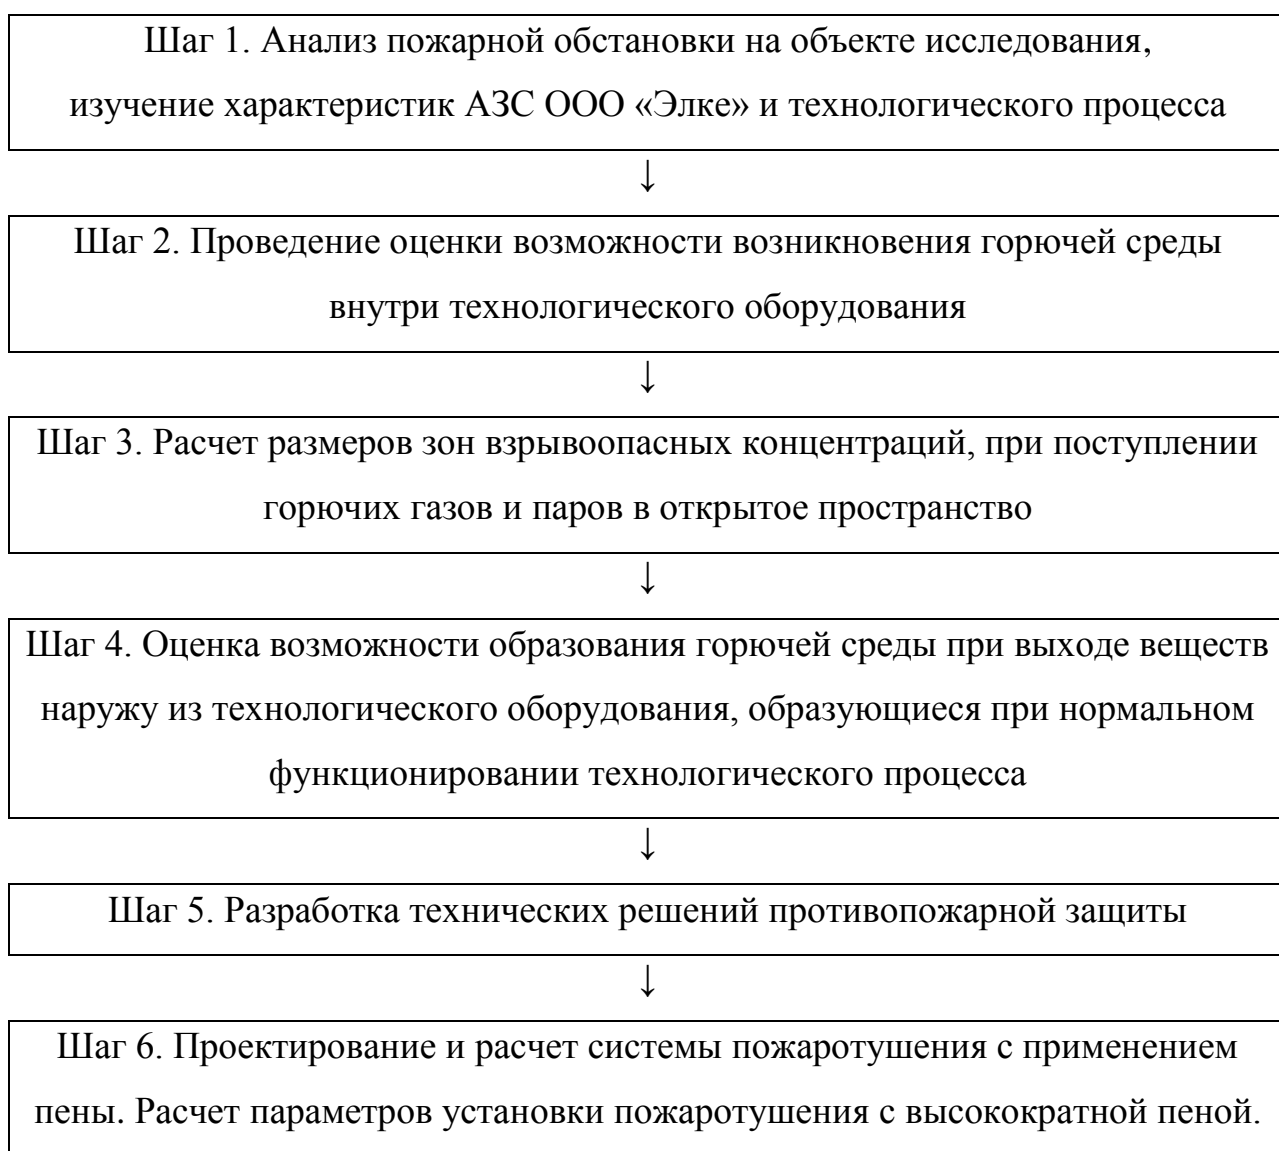 Шаг 1. Анализ пожарной обстановки на объекте исследования,
изучение характеристик АЗС ООО «Элке» и технологического процесса
↓
Шаг 2. Проведение оценки возможности возникновения горючей среды
внутри технологического оборудования
↓
Шаг 3. Расчет размеров зон взрывоопасных концентраций, при поступлении
горючих газов и паров в открытое пространство
↓
Шаг 4. Оценка возможности образования горючей среды при выходе веществ
наружу из технологического оборудования, образующиеся при нормальном
функционировании технологического процесса
↓
Шаг 5. Разработка технических решений противопожарной защиты
↓
Шаг 6. Проектирование и расчет системы пожаротушения с применением
пены. Расчет параметров установки пожаротушения с высокократной пеной.